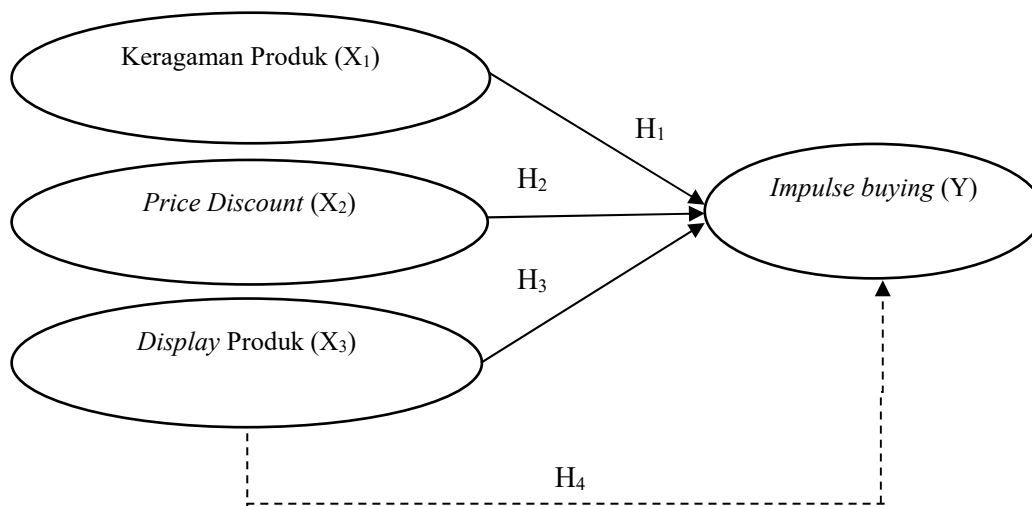 Keragaman Produk (X₁)
H₁
H₂
Price Discount (X₂)
Impulse buying (Y)
H₃
Display Produk (X₃)
H₄